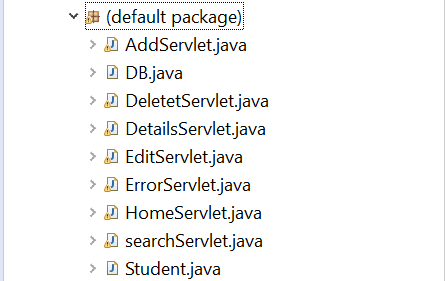 (default package)
AddServlet.java
DB.java
DeletetServlet.java
DetailsServlet.java
EditServlet.java
ErrorServlet.java
HomeServlet.java
searchServlet.java
Student.java